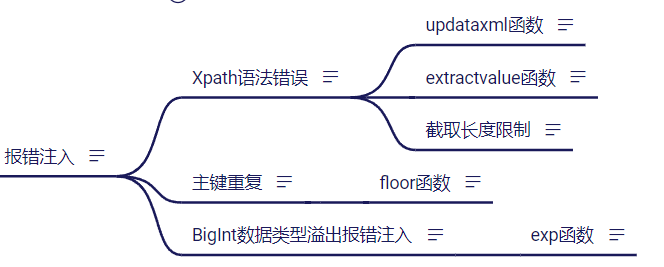 updataxml函数
Xpath语法错误
extractvalue函数
截取长度限制
报错注入
主键重复
floor函数
BigInt数据类型溢出报错注入
exp函数